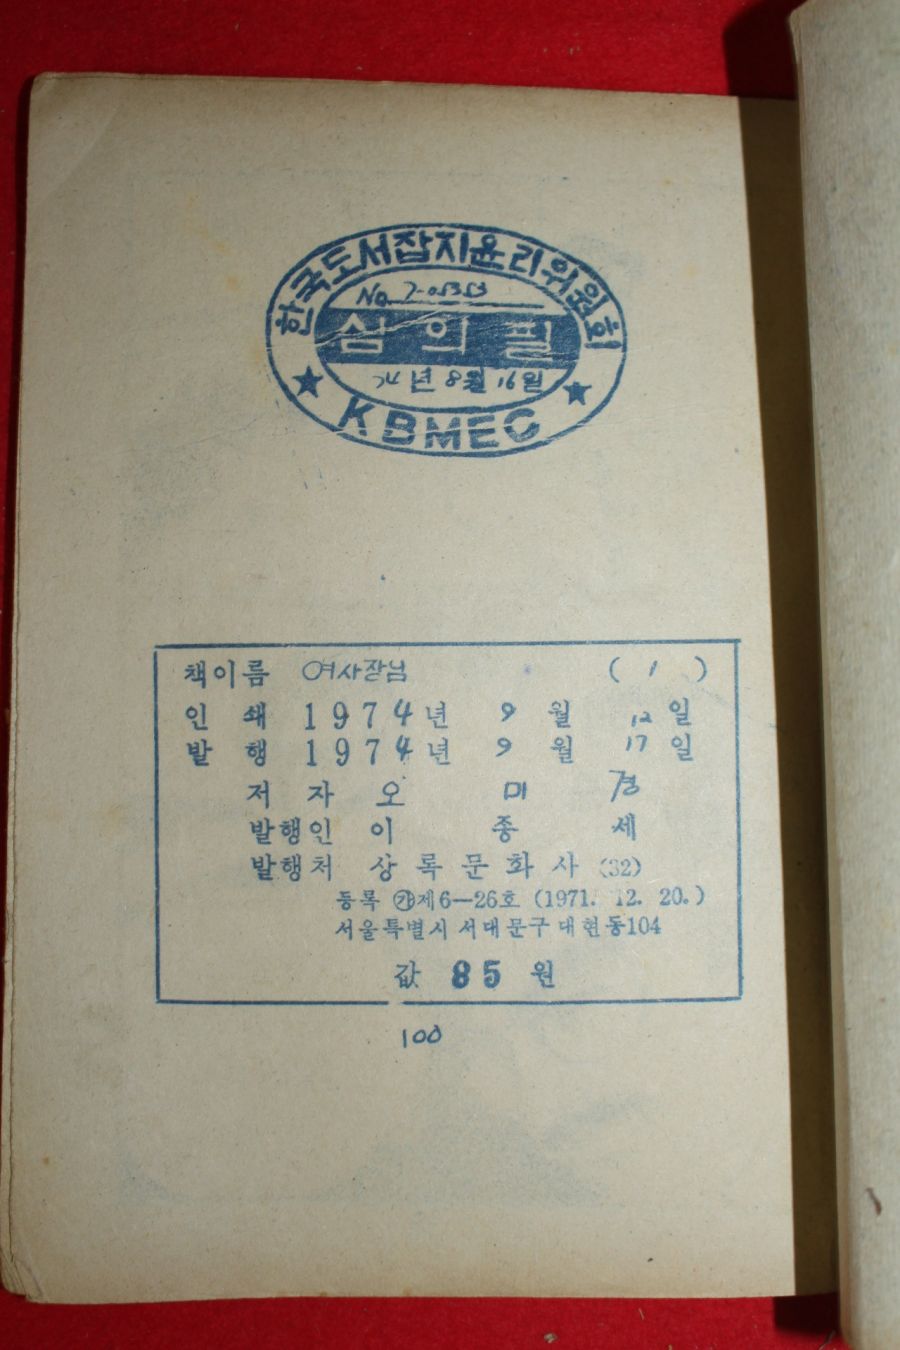 한국도서잡지윤리위원회
심의필
74년 8월 16일
KBMEC
책이름 여사장님 ( 1 )
인 쇄 1974년 9 월 12일
발 행 1974년 9 월 17일
저 자 오 미 경
발행인 이 종 세
발행처 상록문화사 (32)
등록 ㉮제6—26호 (1971. 12. 20.)
서울특별시 서대문구 대현동104
값 85 원
100